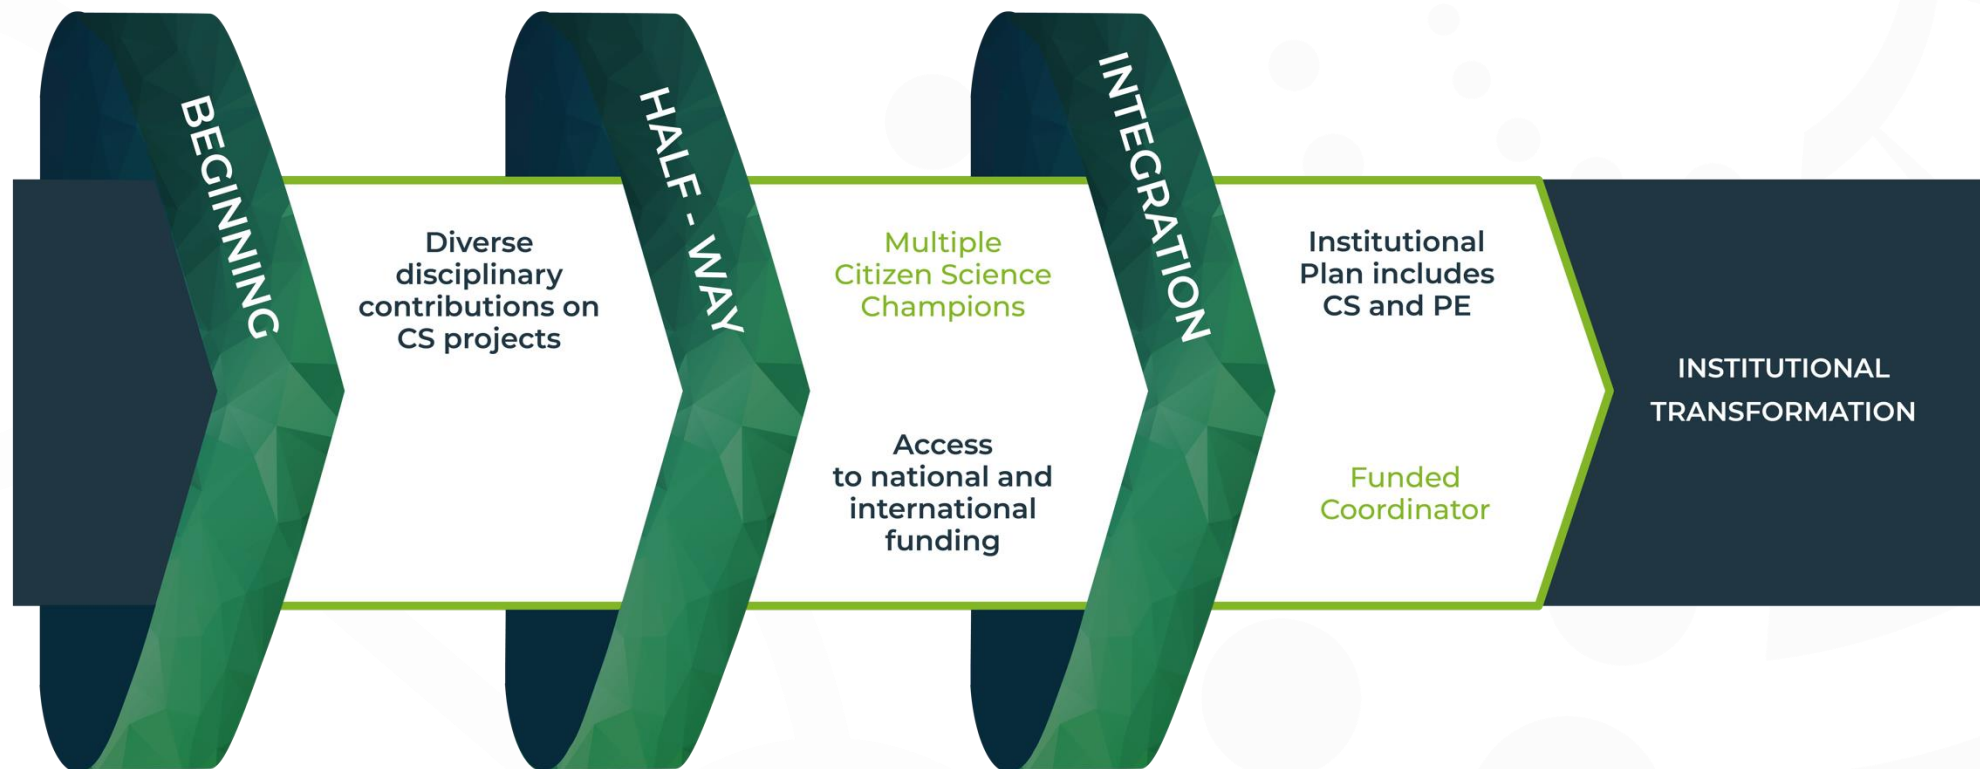 BEGINNING
Diverse
disciplinary
contributions on
CS projects
HALF - WAY
Multiple
Citizen Science
Champions
Access
to national and
international
funding
INTEGRATION
Institutional
Plan includes
CS and PE
Funded
Coordinator
INSTITUTIONAL
TRANSFORMATION